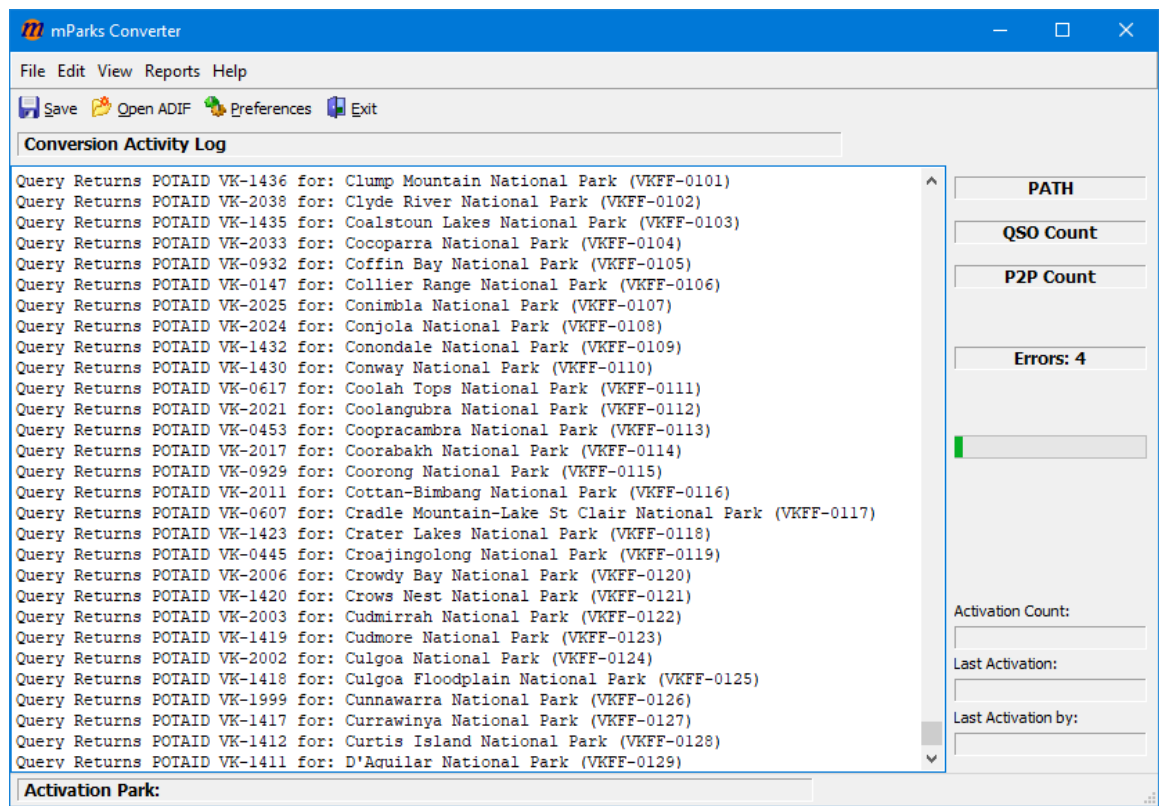 mParks Converter
File Edit View Reports Help
Save Open ADIF Preferences Exit
Conversion Activity Log
Query Returns POTAID VK-1436 for: Clump Mountain National Park (VKFF-0101)
Query Returns POTAID VK-2038 for: Clyde River National Park (VKFF-0102)
Query Returns POTAID VK-1435 for: Coalstoun Lakes National Park (VKFF-0103)
Query Returns POTAID VK-2033 for: Cocoparra National Park (VKFF-0104)
Query Returns POTAID VK-0932 for: Coffin Bay National Park (VKFF-0105)
Query Returns POTAID VK-0147 for: Collier Range National Park (VKFF-0106)
Query Returns POTAID VK-2025 for: Conimbla National Park (VKFF-0107)
Query Returns POTAID VK-2024 for: Conjola National Park (VKFF-0108)
Query Returns POTAID VK-1432 for: Conondale National Park (VKFF-0109)
Query Returns POTAID VK-1430 for: Conway National Park (VKFF-0110)
Query Returns POTAID VK-0617 for: Coolah Tops National Park (VKFF-0111)
Query Returns POTAID VK-2021 for: Coolangubra National Park (VKFF-0112)
Query Returns POTAID VK-0453 for: Coopracambra National Park (VKFF-0113)
Query Returns POTAID VK-2017 for: Coorabakh National Park (VKFF-0114)
Query Returns POTAID VK-0929 for: Coorong National Park (VKFF-0115)
Query Returns POTAID VK-2011 for: Cottan-Bimbang National Park (VKFF-0116)
Query Returns POTAID VK-0607 for: Cradle Mountain-Lake St Clair National Park (VKFF-0117)
Query Returns POTAID VK-1423 for: Crater Lakes National Park (VKFF-0118)
Query Returns POTAID VK-0445 for: Croajingolong National Park (VKFF-0119)
Query Returns POTAID VK-2006 for: Crowdy Bay National Park (VKFF-0120)
Query Returns POTAID VK-1420 for: Crows Nest National Park (VKFF-0121)
Query Returns POTAID VK-2003 for: Cudmirrah National Park (VKFF-0122)
Query Returns POTAID VK-1419 for: Cudmore National Park (VKFF-0123)
Query Returns POTAID VK-2002 for: Culgoa National Park (VKFF-0124)
Query Returns POTAID VK-1418 for: Culgoa Floodplain National Park (VKFF-0125)
Query Returns POTAID VK-1999 for: Cunnawarra National Park (VKFF-0126)
Query Returns POTAID VK-1417 for: Currawinya National Park (VKFF-0127)
Query Returns POTAID VK-1412 for: Curtis Island National Park (VKFF-0128)
Query Returns POTAID VK-1411 for: D'Aguilar National Park (VKFF-0129)
PATH
QSO Count
P2P Count
Errors: 4
Activation Count:
Last Activation:
Last Activation by:
Activation Park: